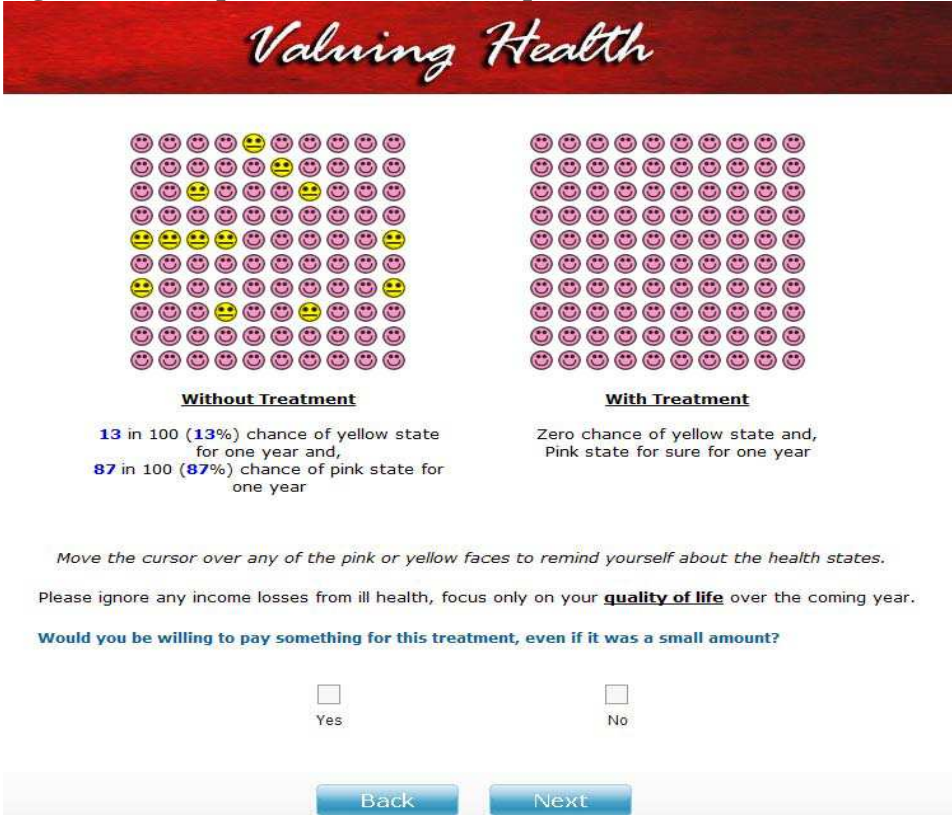 Valuing Health
Without Treatment
13 in 100 (13%) chance of yellow state
for one year and,
87 in 100 (87%) chance of pink state for
one year
With Treatment
Zero chance of yellow state and,
Pink state for sure for one year
Move the cursor over any of the pink or yellow faces to remind yourself about the health states.
Please ignore any income losses from ill health, focus only on your quality of life over the coming year.
Would you be willing to pay something for this treatment, even if it was a small amount?
Yes
No
Back
Next